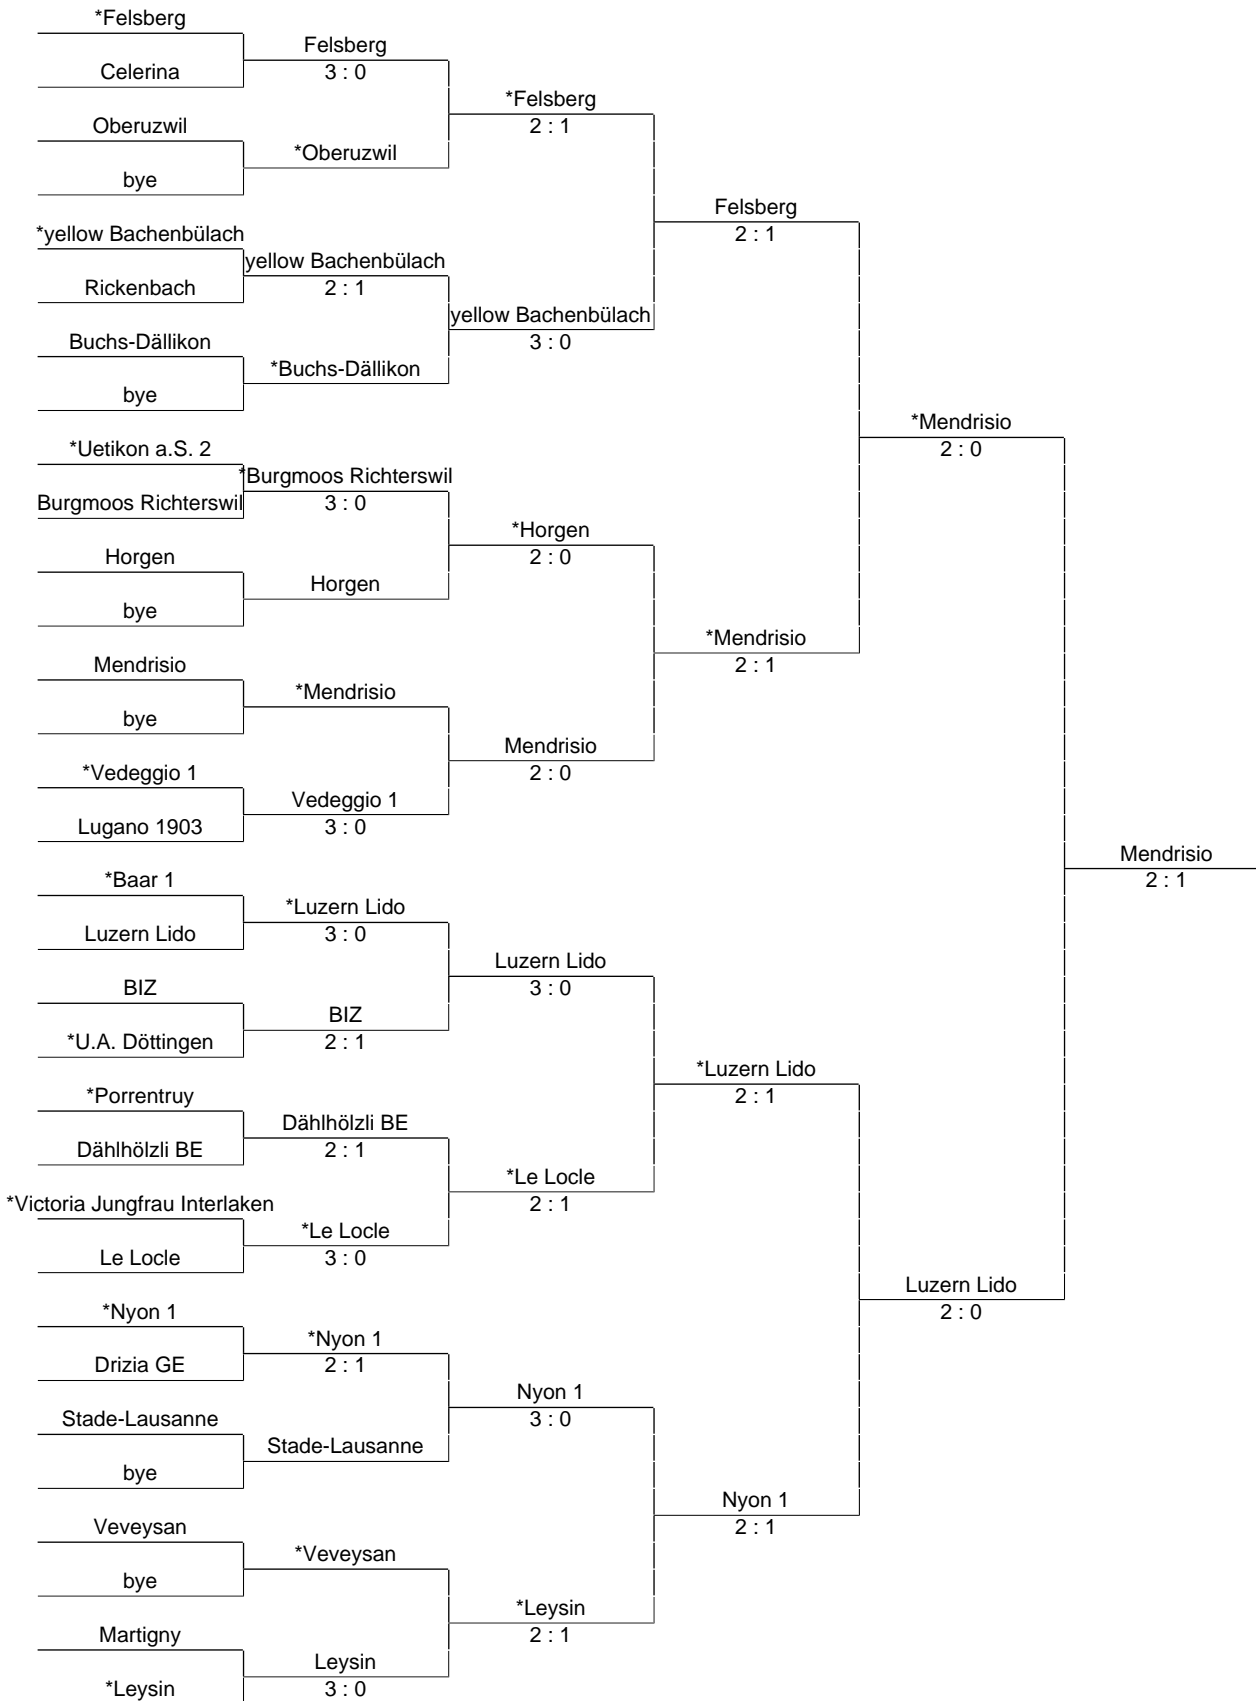 *Felsberg
Felsberg
Celerina
3 : 0
*Felsberg
Oberuzwil
2 : 1
*Oberuzwil
bye
Felsberg
*yellow Bachenbülach
2 : 1
yellow Bachenbülach
Rickenbach
2 : 1
yellow Bachenbülach
Buchs-Dällikon
3 : 0
*Buchs-Dällikon
bye
*Mendrisio
*Uetikon a.S. 2
2 : 0
*Burgmoos Richterswil
Burgmoos Richterswil
3 : 0
*Horgen
Horgen
2 : 0
Horgen
bye
*Mendrisio
Mendrisio
2 : 1
*Mendrisio
bye
Mendrisio
*Vedeggio 1
2 : 0
Vedeggio 1
Lugano 1903
3 : 0
Mendrisio
*Baar 1
2 : 1
*Luzern Lido
Luzern Lido
3 : 0
Luzern Lido
BIZ
3 : 0
BIZ
*U.A. Döttingen
2 : 1
*Luzern Lido
*Porrentruy
2 : 1
Dählhölzli BE
Dählhölzli BE
2 : 1
*Le Locle
*Victoria Jungfrau Interlaken
2 : 1
*Le Locle
Le Locle
3 : 0
Luzern Lido
*Nyon 1
2 : 0
*Nyon 1
Drizia GE
2 : 1
Nyon 1
Stade-Lausanne
3 : 0
Stade-Lausanne
bye
Nyon 1
Veveysan
2 : 1
*Veveysan
bye
*Leysin
Martigny
2 : 1
Leysin
*Leysin
3 : 0